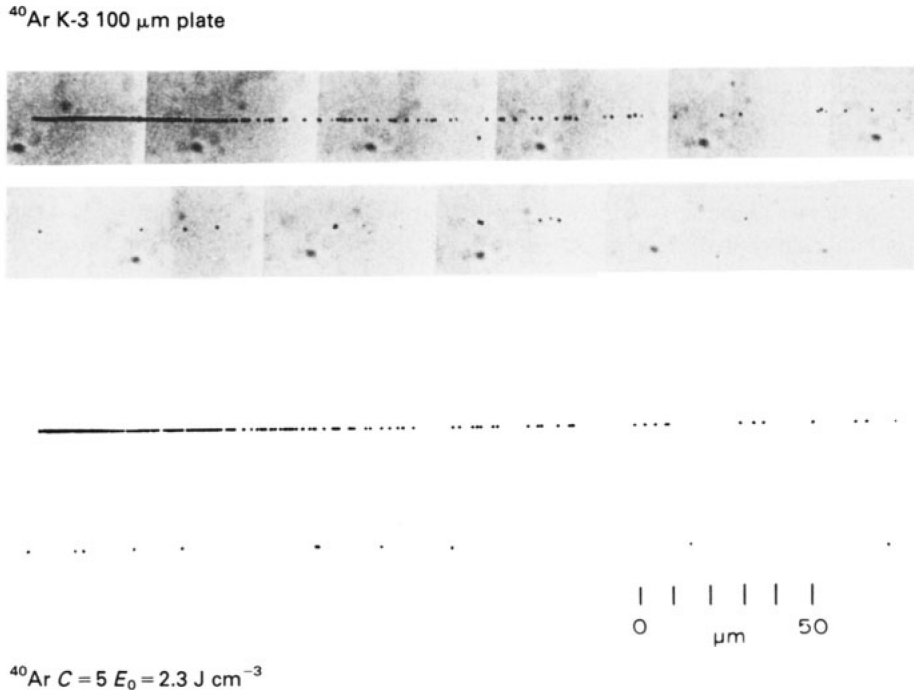 ⁴⁰Ar K-3 100 μm plate
0 μm 50
⁴⁰Ar C = 5 E₀ = 2.3 J cm⁻³